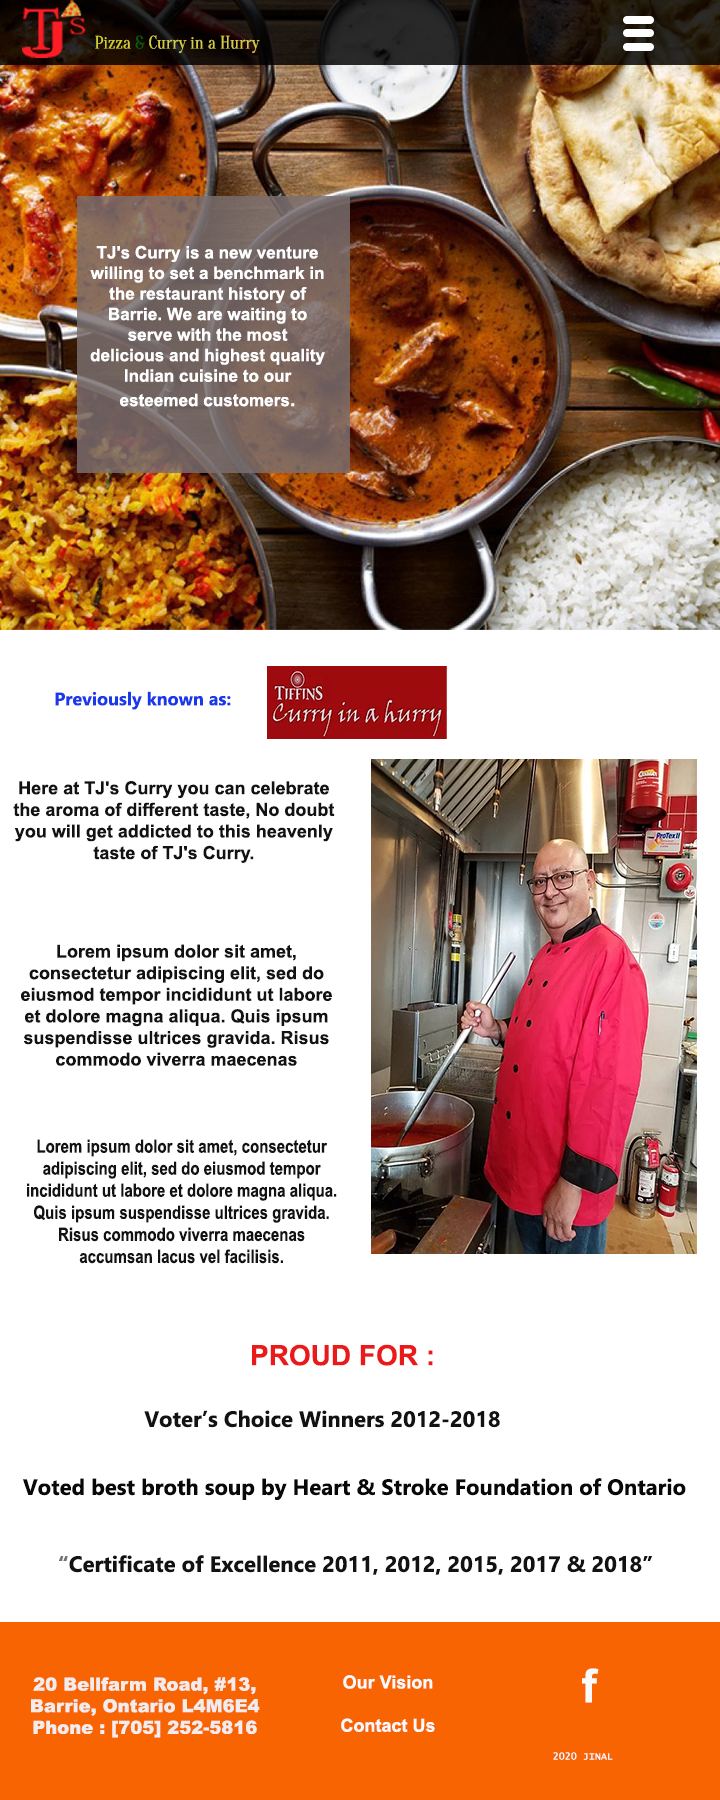 TJ's
Pizza & Curry in a Hurry
TJ's Curry is a new venture
willing to set a benchmark in
the restaurant history of
Barrie. We are waiting to
serve with the most
delicious and highest quality
Indian cuisine to our
esteemed customers.
Previously known as:
TIFFINS
Curry in a hurry
Here at TJ's Curry you can celebrate
the aroma of different taste, No doubt
you will get addicted to this heavenly
taste of TJ's Curry.
ProTex II
Lorem ipsum dolor sit amet,
consectetur adipiscing elit, sed do
eiusmod tempor incididunt ut labore
et dolore magna aliqua. Quis ipsum
suspendisse ultrices gravida. Risus
commodo viverra maecenas
Lorem ipsum dolor sit amet, consectetur
adipiscing elit, sed do eiusmod tempor
incididunt ut labore et dolore magna aliqua.
Quis ipsum suspendisse ultrices gravida.
Risus commodo viverra maecenas
accumsan lacus vel facilisis.
PROUD FOR :
Voter’s Choice Winners 2012-2018
Voted best broth soup by Heart & Stroke Foundation of Ontario
“Certificate of Excellence 2011, 2012, 2015, 2017 & 2018”
20 Bellfarm Road, #13,
Barrie, Ontario L4M6E4
Phone : [705] 252-5816
Our Vision
Contact Us
f
2020 JINAL